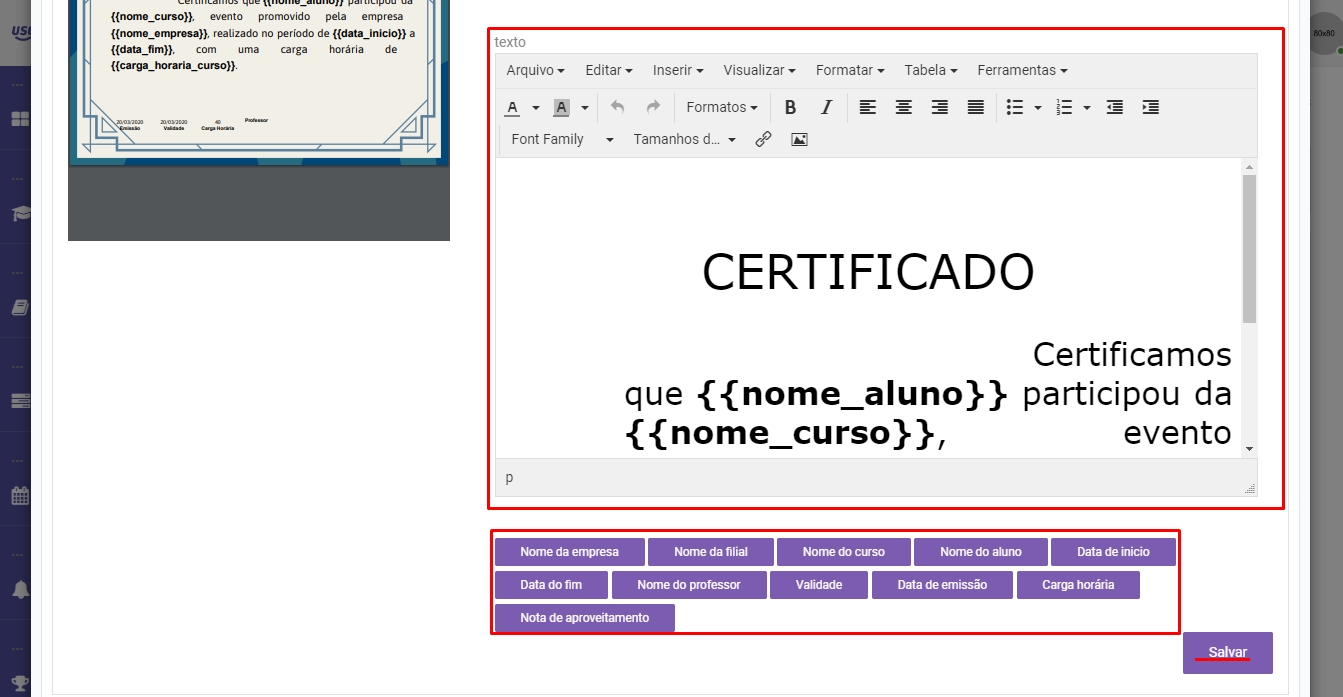 Certificamos que {{nome_aluno}} participou da
{{nome_curso}}, evento promovido pela empresa
{{nome_empresa}}, realizado no período de {{data_inicio}} a
{{data_fim}}, com uma carga horária de
{{carga_horaria_curso}}.
20/03/2020 20/03/2020 40 Professor
Emissão Validade Carga Horária
texto
Arquivo Editar Inserir Visualizar Formatar Tabela Ferramentas
A A Formatos B I
Font Family Tamanhos d...
CERTIFICADO
Certificamos
que {{nome_aluno}} participou da
{{nome_curso}}, evento
p
Nome da empresa Nome da filial Nome do curso Nome do aluno Data de inicio
Data do fim Nome do professor Validade Data de emissão Carga horária
Nota de aproveitamento
Salvar
80x80